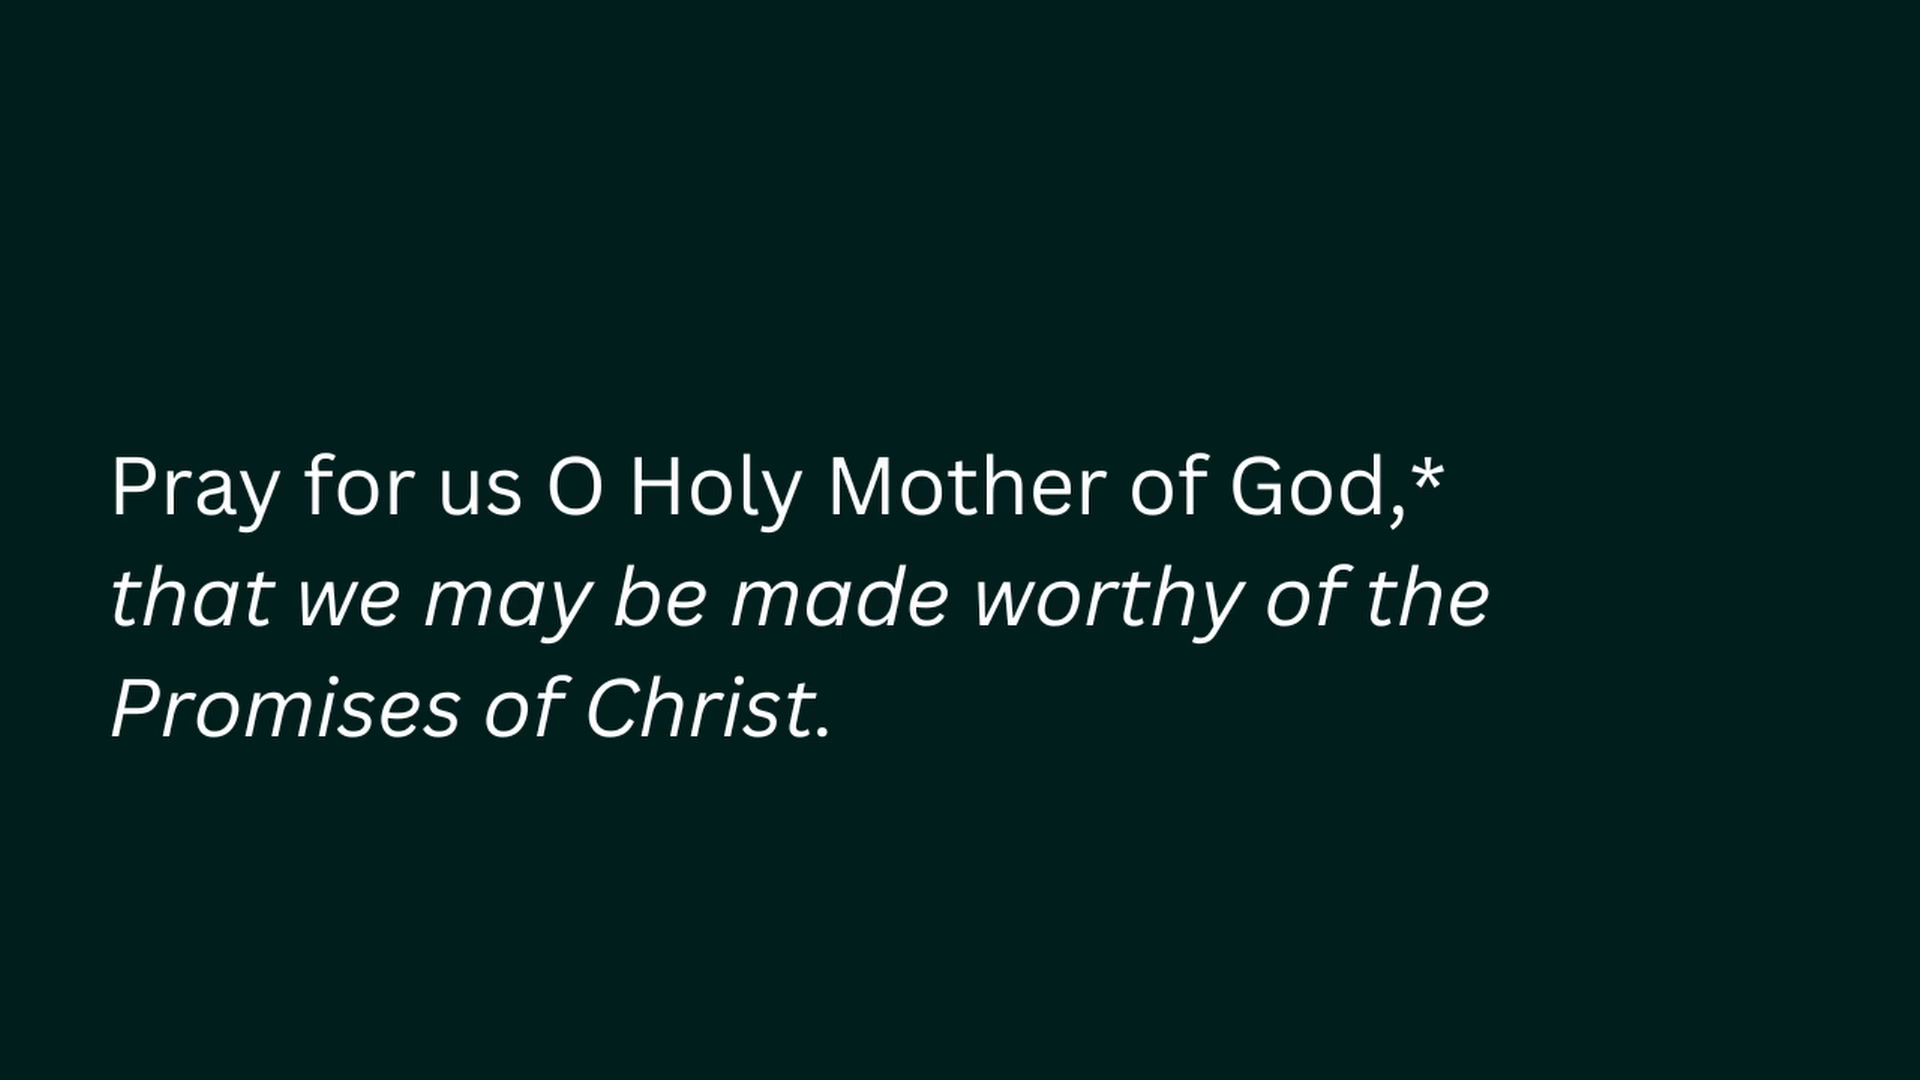 Pray for us O Holy Mother of God,*
that we may be made worthy of the
Promises of Christ.